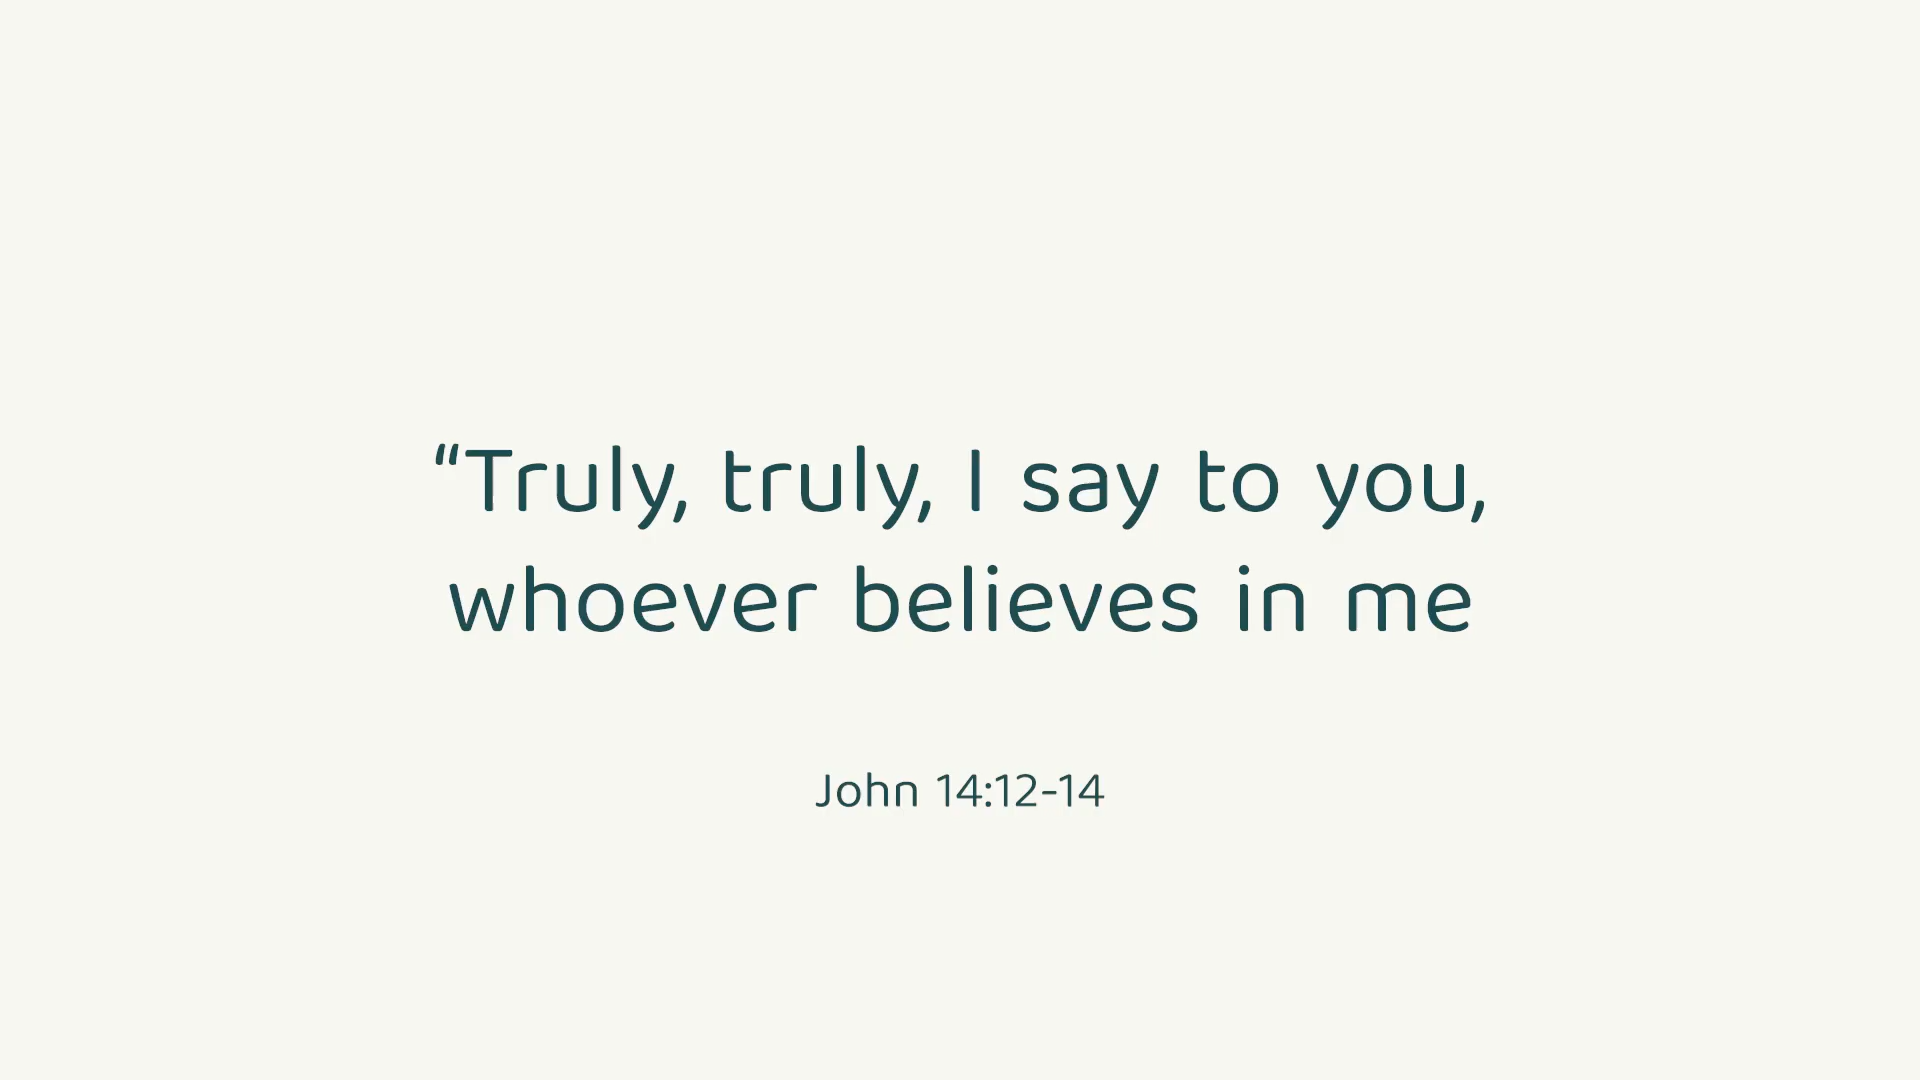 “Truly, truly, I say to you,
whoever believes in me
John 14:12-14